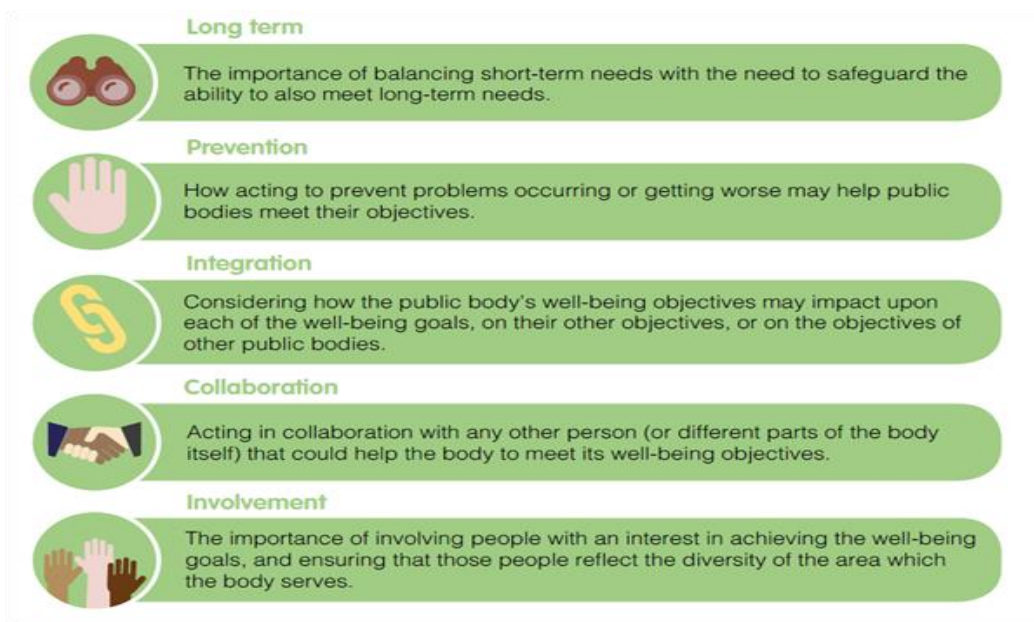 Long term
The importance of balancing short-term needs with the need to safeguard the
ability to also meet long-term needs.
Prevention
How acting to prevent problems occurring or getting worse may help public
bodies meet their objectives.
Integration
Considering how the public body's well-being objectives may impact upon
each of the well-being goals, on their other objectives, or on the objectives of
other public bodies.
Collaboration
Acting in collaboration with any other person (or different parts of the body
itself) that could help the body to meet its well-being objectives.
Involvement
The importance of involving people with an interest in achieving the well-being
goals, and ensuring that those people reflect the diversity of the area which
the body serves.